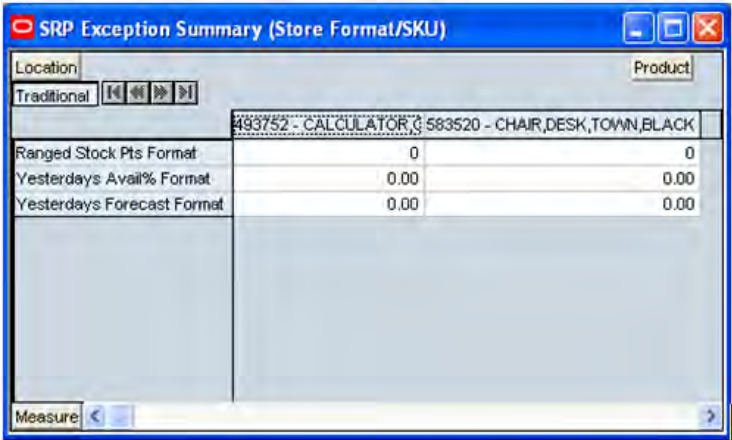 SRP Exception Summary (Store Format/SKU)
Location Product
Traditional
493752 - CALCULATOR, 583520 - CHAIR,DESK,TOWN,BLACK
Ranged Stock Pts Format 0 0
Yesterdays Avail% Format 0.00 0.00
Yesterdays Forecast Format 0.00 0.00
Measure